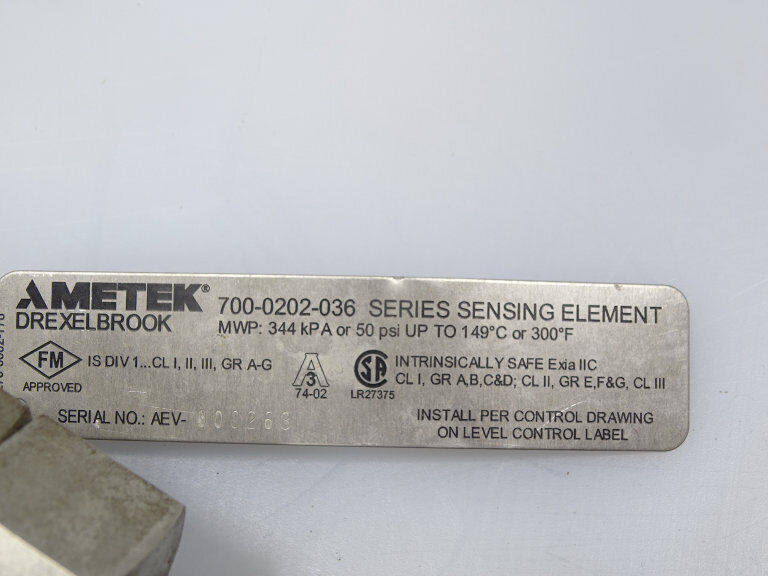 AMETEK®
DREXELBROOK
700-0202-036 SERIES SENSING ELEMENT
MWP: 344 kPA or 50 psi UP TO 149°C or 300°F
FM
APPROVED
IS DIV 1...CL I, II, III, GR A-G
A
3
74-02
SA
LR27375
INTRINSICALLY SAFE Exia IIC
CL I, GR A,B,C&D; CL II, GR E,F&G, CL III
SERIAL NO.: AEV-000263
INSTALL PER CONTROL DRAWING
ON LEVEL CONTROL LABEL